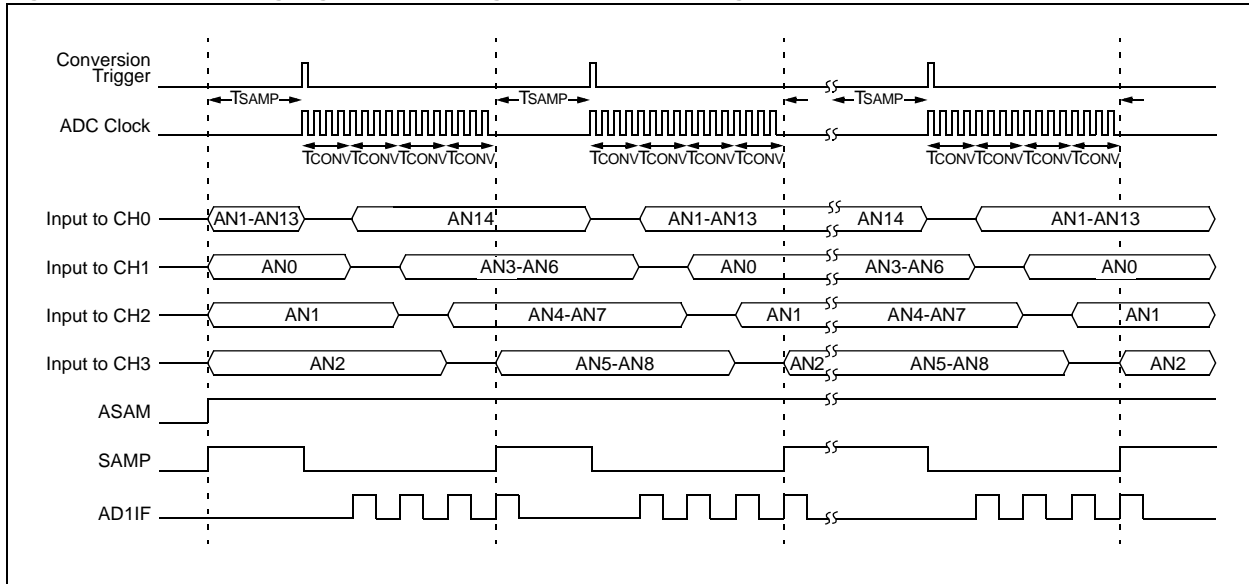 Conversion
Trigger
TSAMP TSAMP TSAMP
ADC Clock
TCONV TCONV TCONV TCONV TCONV TCONV TCONV TCONV TCONV TCONV TCONV TCONV
Input to CH0 AN1-AN13 AN14 AN1-AN13 AN14 AN1-AN13
Input to CH1 AN0 AN3-AN6 AN0 AN3-AN6 AN0
Input to CH2 AN1 AN4-AN7 AN1 AN4-AN7 AN1
Input to CH3 AN2 AN5-AN8 AN2 AN5-AN8 AN2
ASAM
SAMP
AD1IF